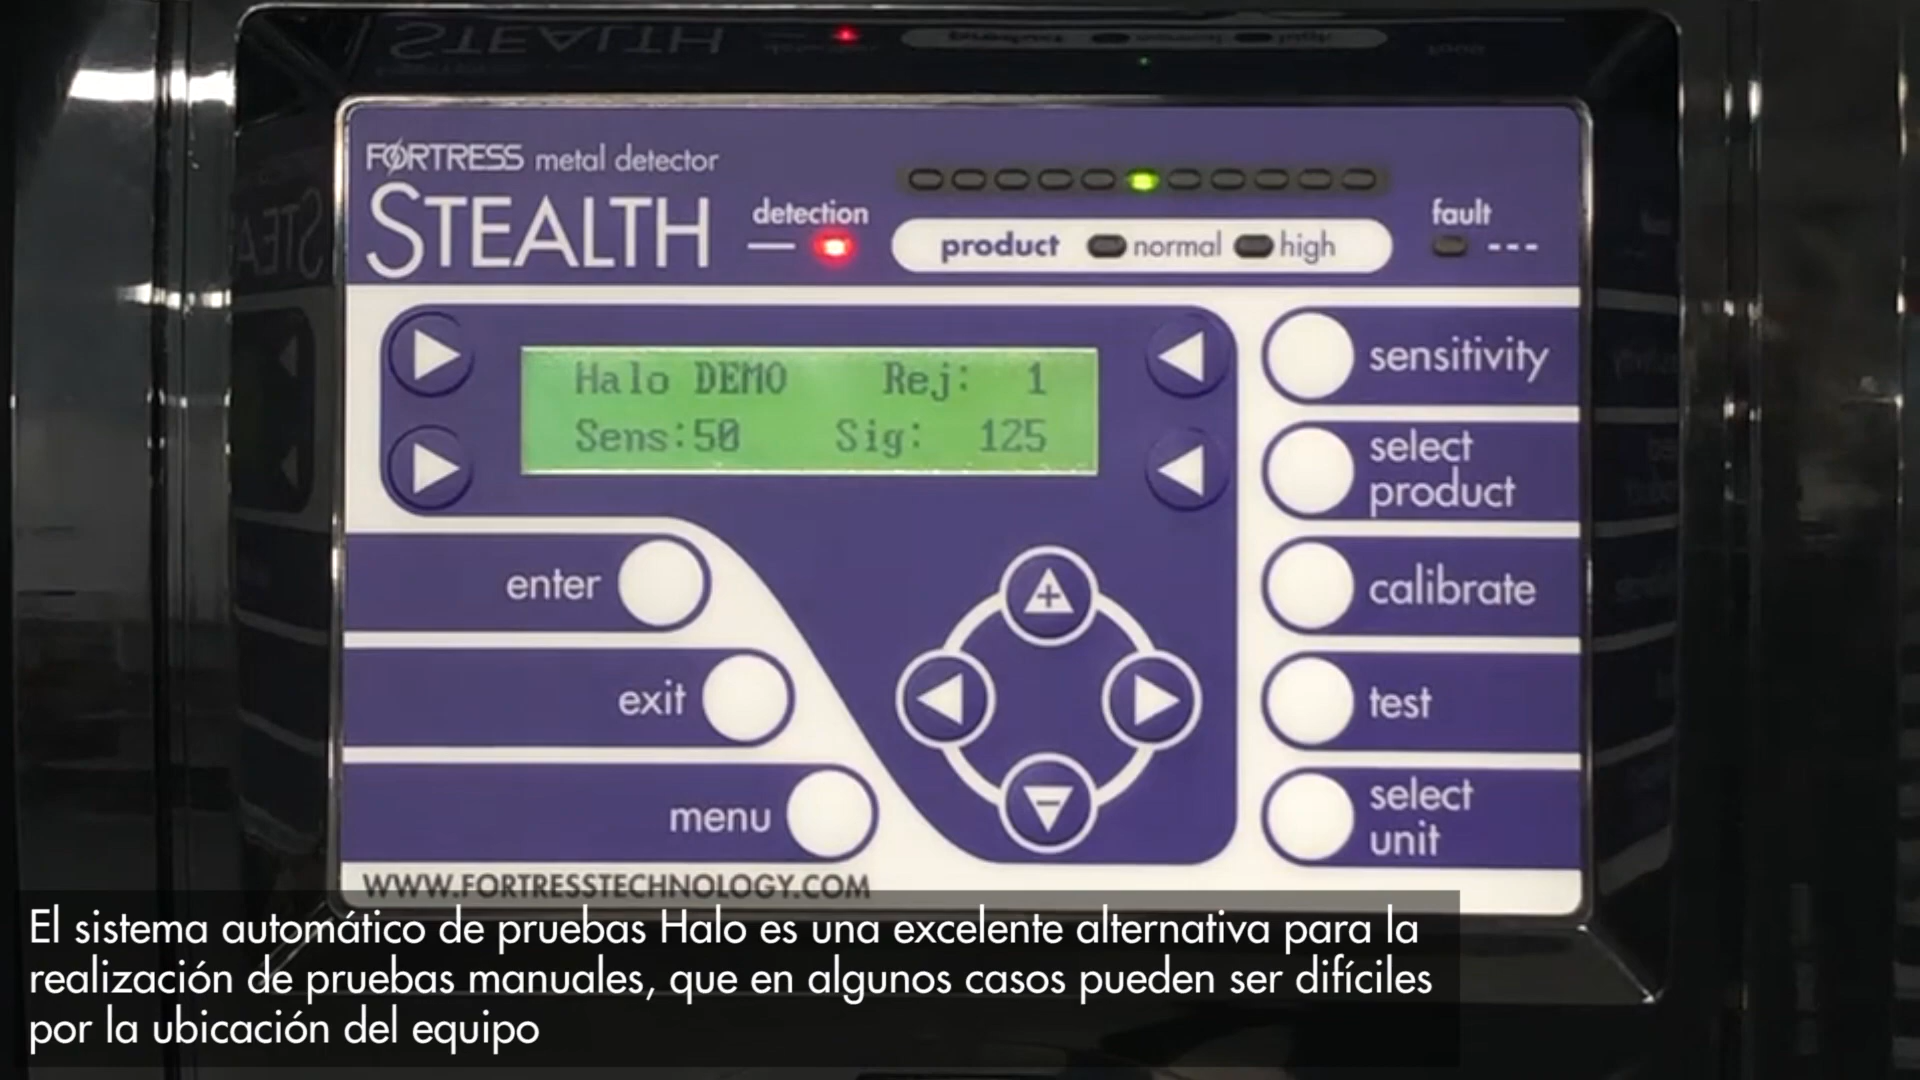 FORTRESS metal detector
STEALTH
detection
product normal high
fault
Halo DEMO Rej: 1
Sens:50 Sig: 125
sensitivity
select
product
calibrate
test
select
unit
enter
exit
menu
WWW.FORTRESSTECHNOLOGY.COM
El sistema automático de pruebas Halo es una excelente alternativa para la
realización de pruebas manuales, que en algunos casos pueden ser difíciles
por la ubicación del equipo